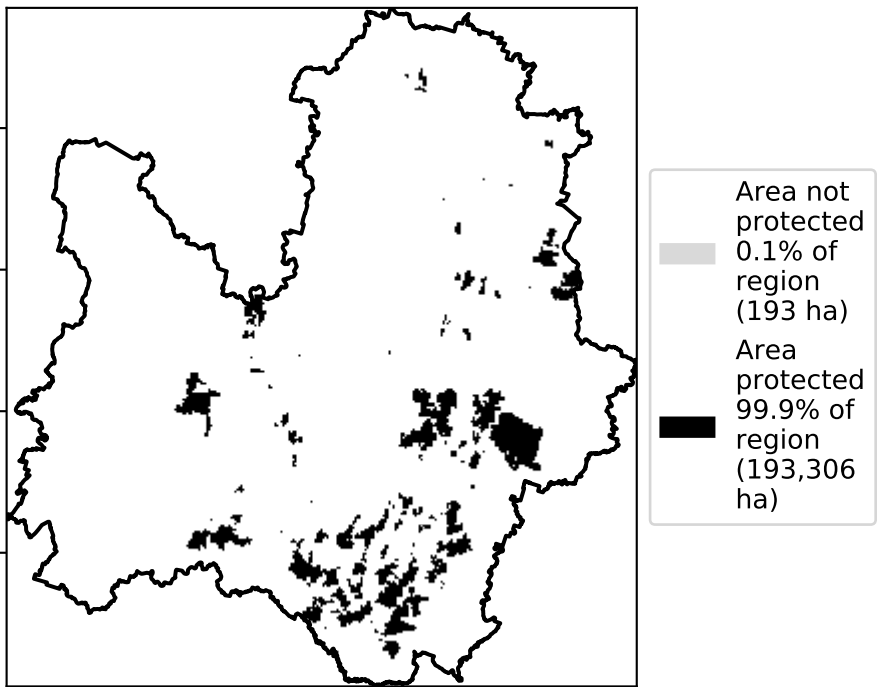 Area not
protected
0.1% of
region
(193 ha)
Area
protected
99.9% of
region
(193,306
ha)